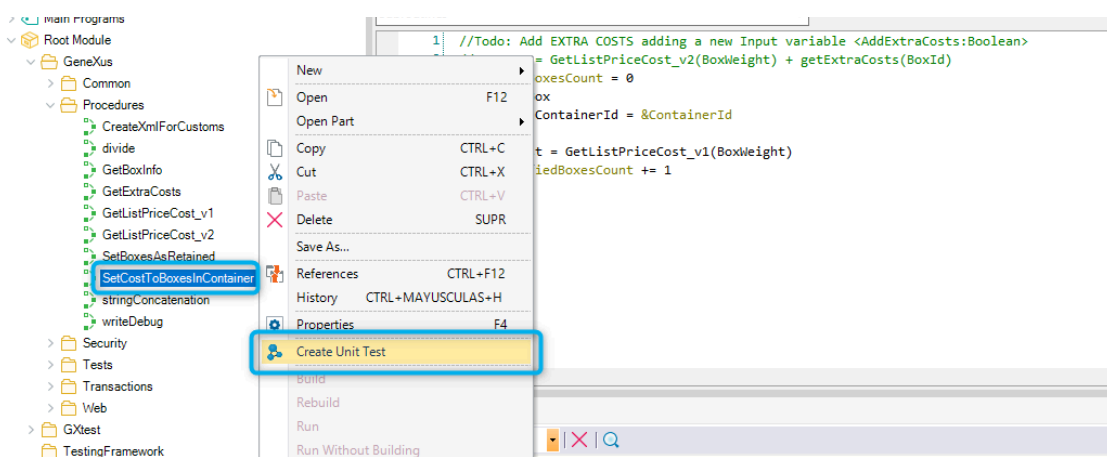 Main Programs
Root Module
GeneXus
Common
Procedures
CreateXmlForCustoms
divide
GetBoxInfo
GetExtraCosts
GetListPriceCost_v1
GetListPriceCost_v2
SetBoxesAsRetained
SetCostToBoxesInContainer
stringConcatenation
writeDebug
Security
Tests
Transactions
Web
GXtest
TestingFramework
New
Open F12
Open Part
Copy CTRL+C
Cut CTRL+X
Paste CTRL+V
Delete SUPR
Save As...
References CTRL+F12
History CTRL+MAYUSCULAS+H
Properties F4
Create Unit Test
Build
Rebuild
Run
Run Without Building
1 //Todo: Add EXTRA COSTS adding a new Input variable <AddExtraCosts:Boolean>
= GetListPriceCost_v2(BoxWeight) + getExtraCosts(BoxId)
oxesCount = 0
ox
ContainerId = &ContainerId
t = GetListPriceCost_v1(BoxWeight)
iedBoxesCount += 1